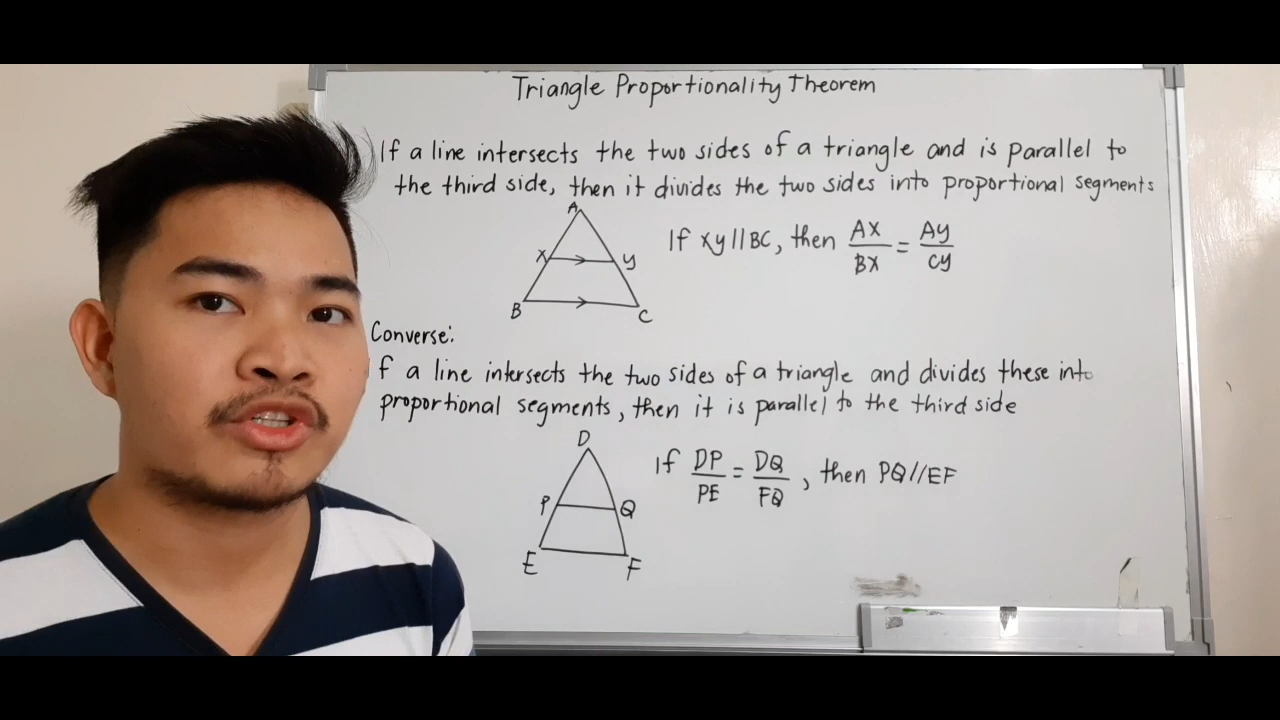 Triangle Proportionality Theorem
If a line intersects the two sides of a triangle and is parallel to
the third side, then it divides the two sides into proportional segments
A
X
y
B
C
If Xy//BC, then AX/BX = Ay/Cy
Converse:
f a line intersects the two sides of a triangle and divides these into
proportional segments, then it is parallel to the third side
D
P
Q
E
F
If DP/PE = DQ/FQ, then PQ//EF